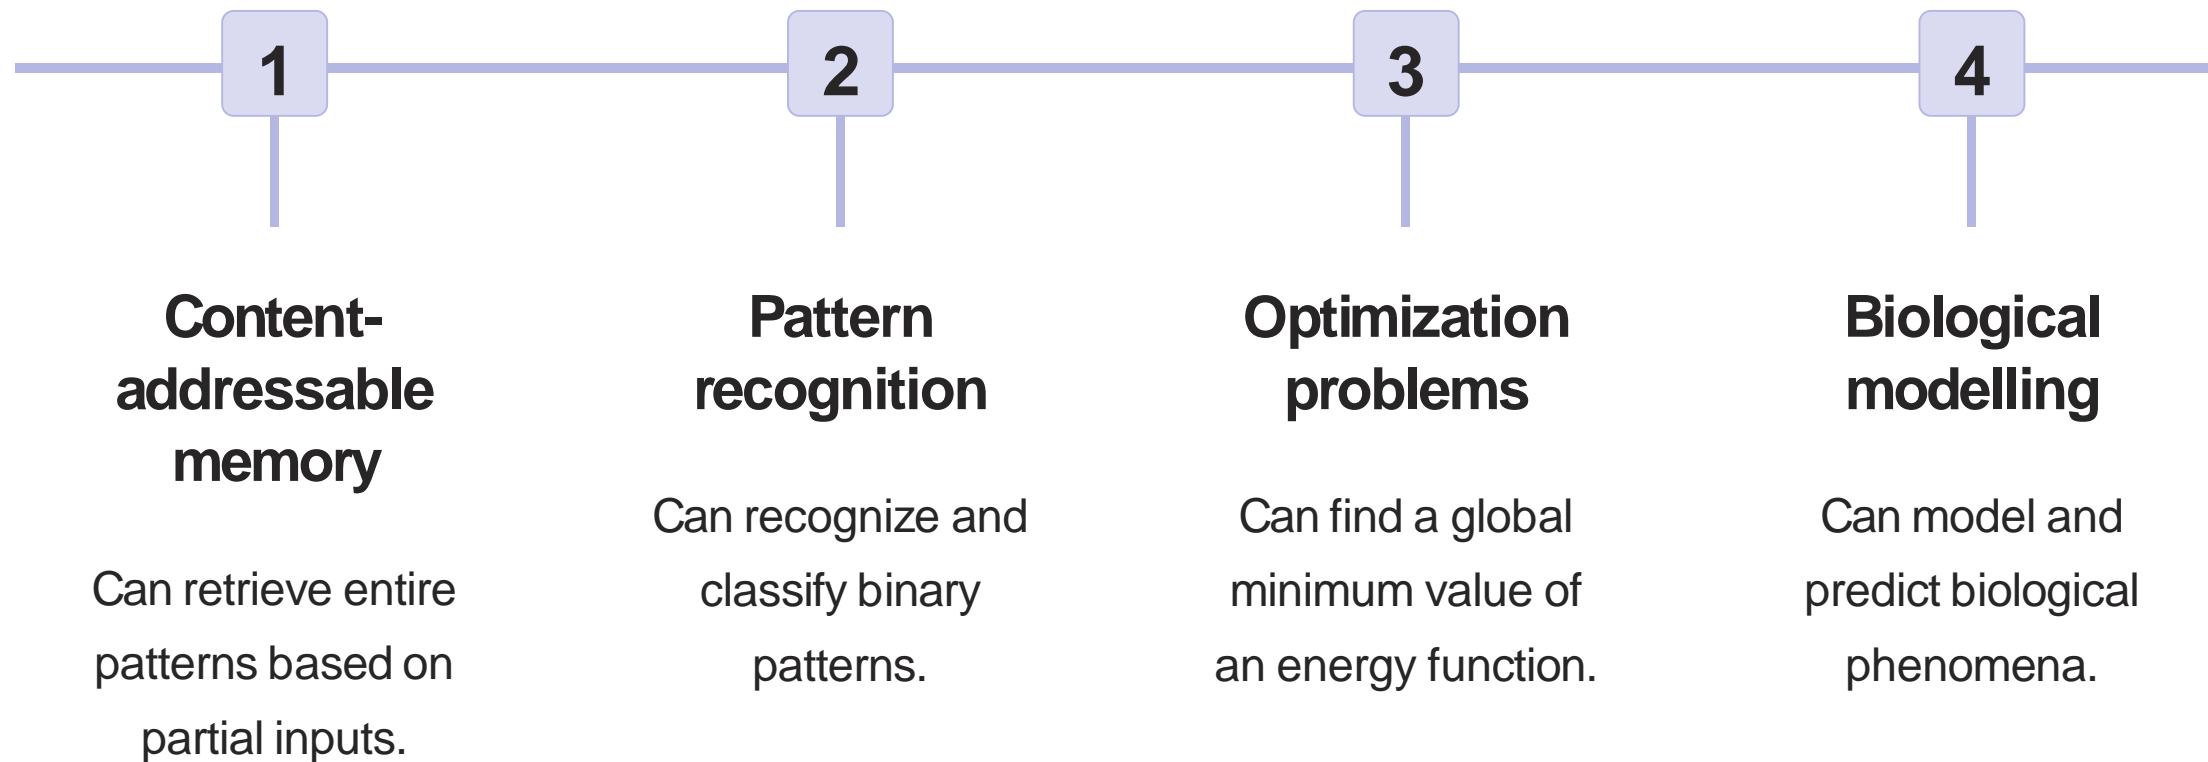 1
2
3
4
Content-
addressable
memory
Can retrieve entire
patterns based on
partial inputs.
Pattern
recognition
Can recognize and
classify binary
patterns.
Optimization
problems
Can find a global
minimum value of
an energy function.
Biological
modelling
Can model and
predict biological
phenomena.